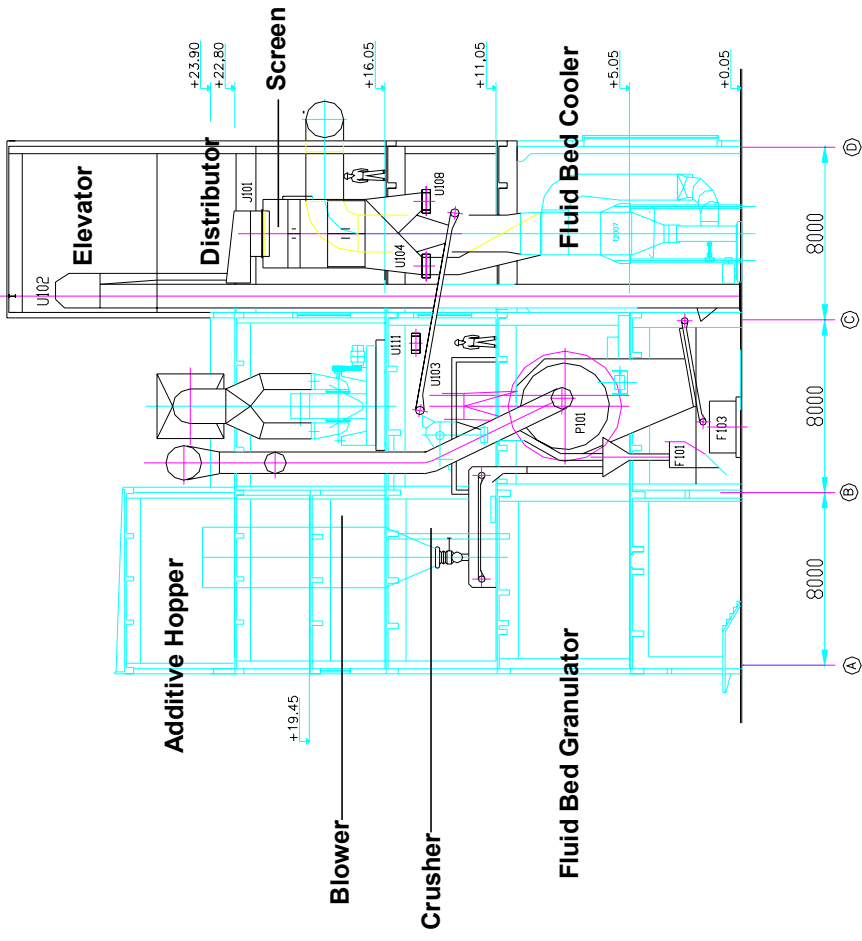 +23.90
+22,80
Screen
+16.05
+11,05
+5.05
+0.05
Elevator
Distributor
J101
U102
U108
U104
Fluid Bed Cooler
D
8000
C
U111
U103
P101
F103
F101
8000
B
Additive Hopper
+19.45
Fluid Bed Granulator
8000
A
Blower
Crusher